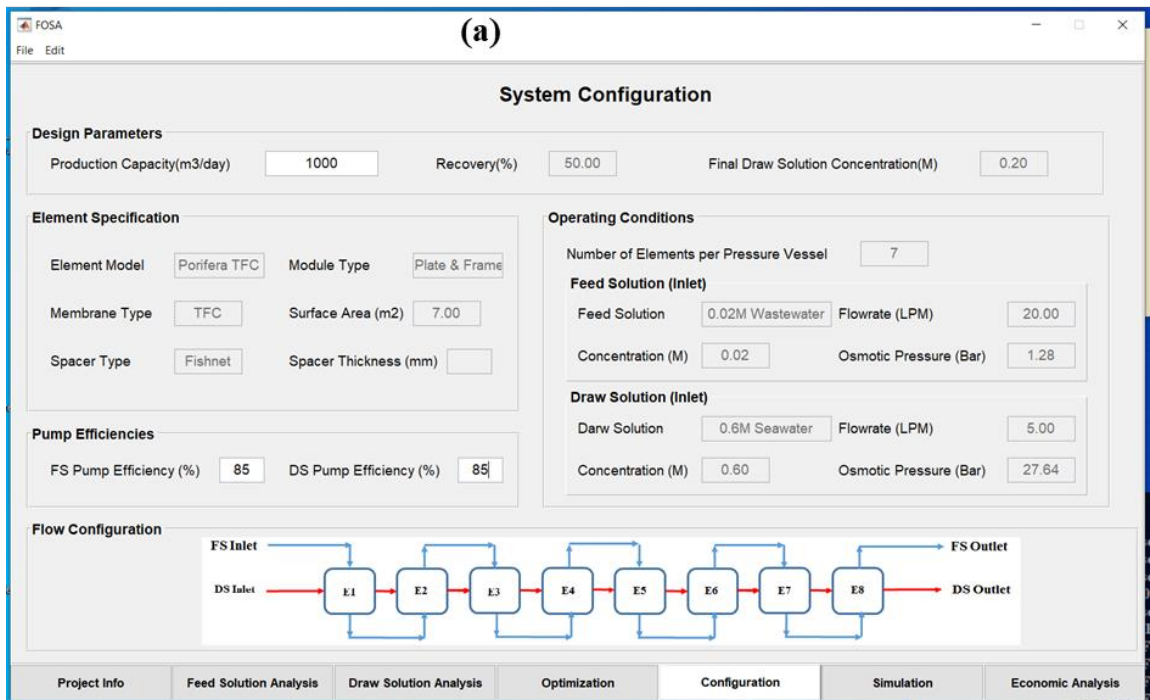 FOSA
(a)
File Edit
System Configuration
Design Parameters
Production Capacity(m3/day) 1000 Recovery(%) 50.00 Final Draw Solution Concentration(M) 0.20
Element Specification
Element Model Porifera TFC Module Type Plate & Frame
Membrane Type TFC Surface Area (m2) 7.00
Spacer Type Fishnet Spacer Thickness (mm)
Pump Efficiencies
FS Pump Efficiency (%) 85 DS Pump Efficiency (%) 85
Operating Conditions
Number of Elements per Pressure Vessel 7
Feed Solution (Inlet)
Feed Solution 0.02M Wastewater Flowrate (LPM) 20.00
Concentration (M) 0.02 Osmotic Pressure (Bar) 1.28
Draw Solution (Inlet)
Darw Solution 0.6M Seawater Flowrate (LPM) 5.00
Concentration (M) 0.60 Osmotic Pressure (Bar) 27.64
Flow Configuration
FS Inlet FS Outlet
DS Inlet E1 E2 E3 E4 E5 E6 E7 E8 DS Outlet
Project Info Feed Solution Analysis Draw Solution Analysis Optimization Configuration Simulation Economic Analysis